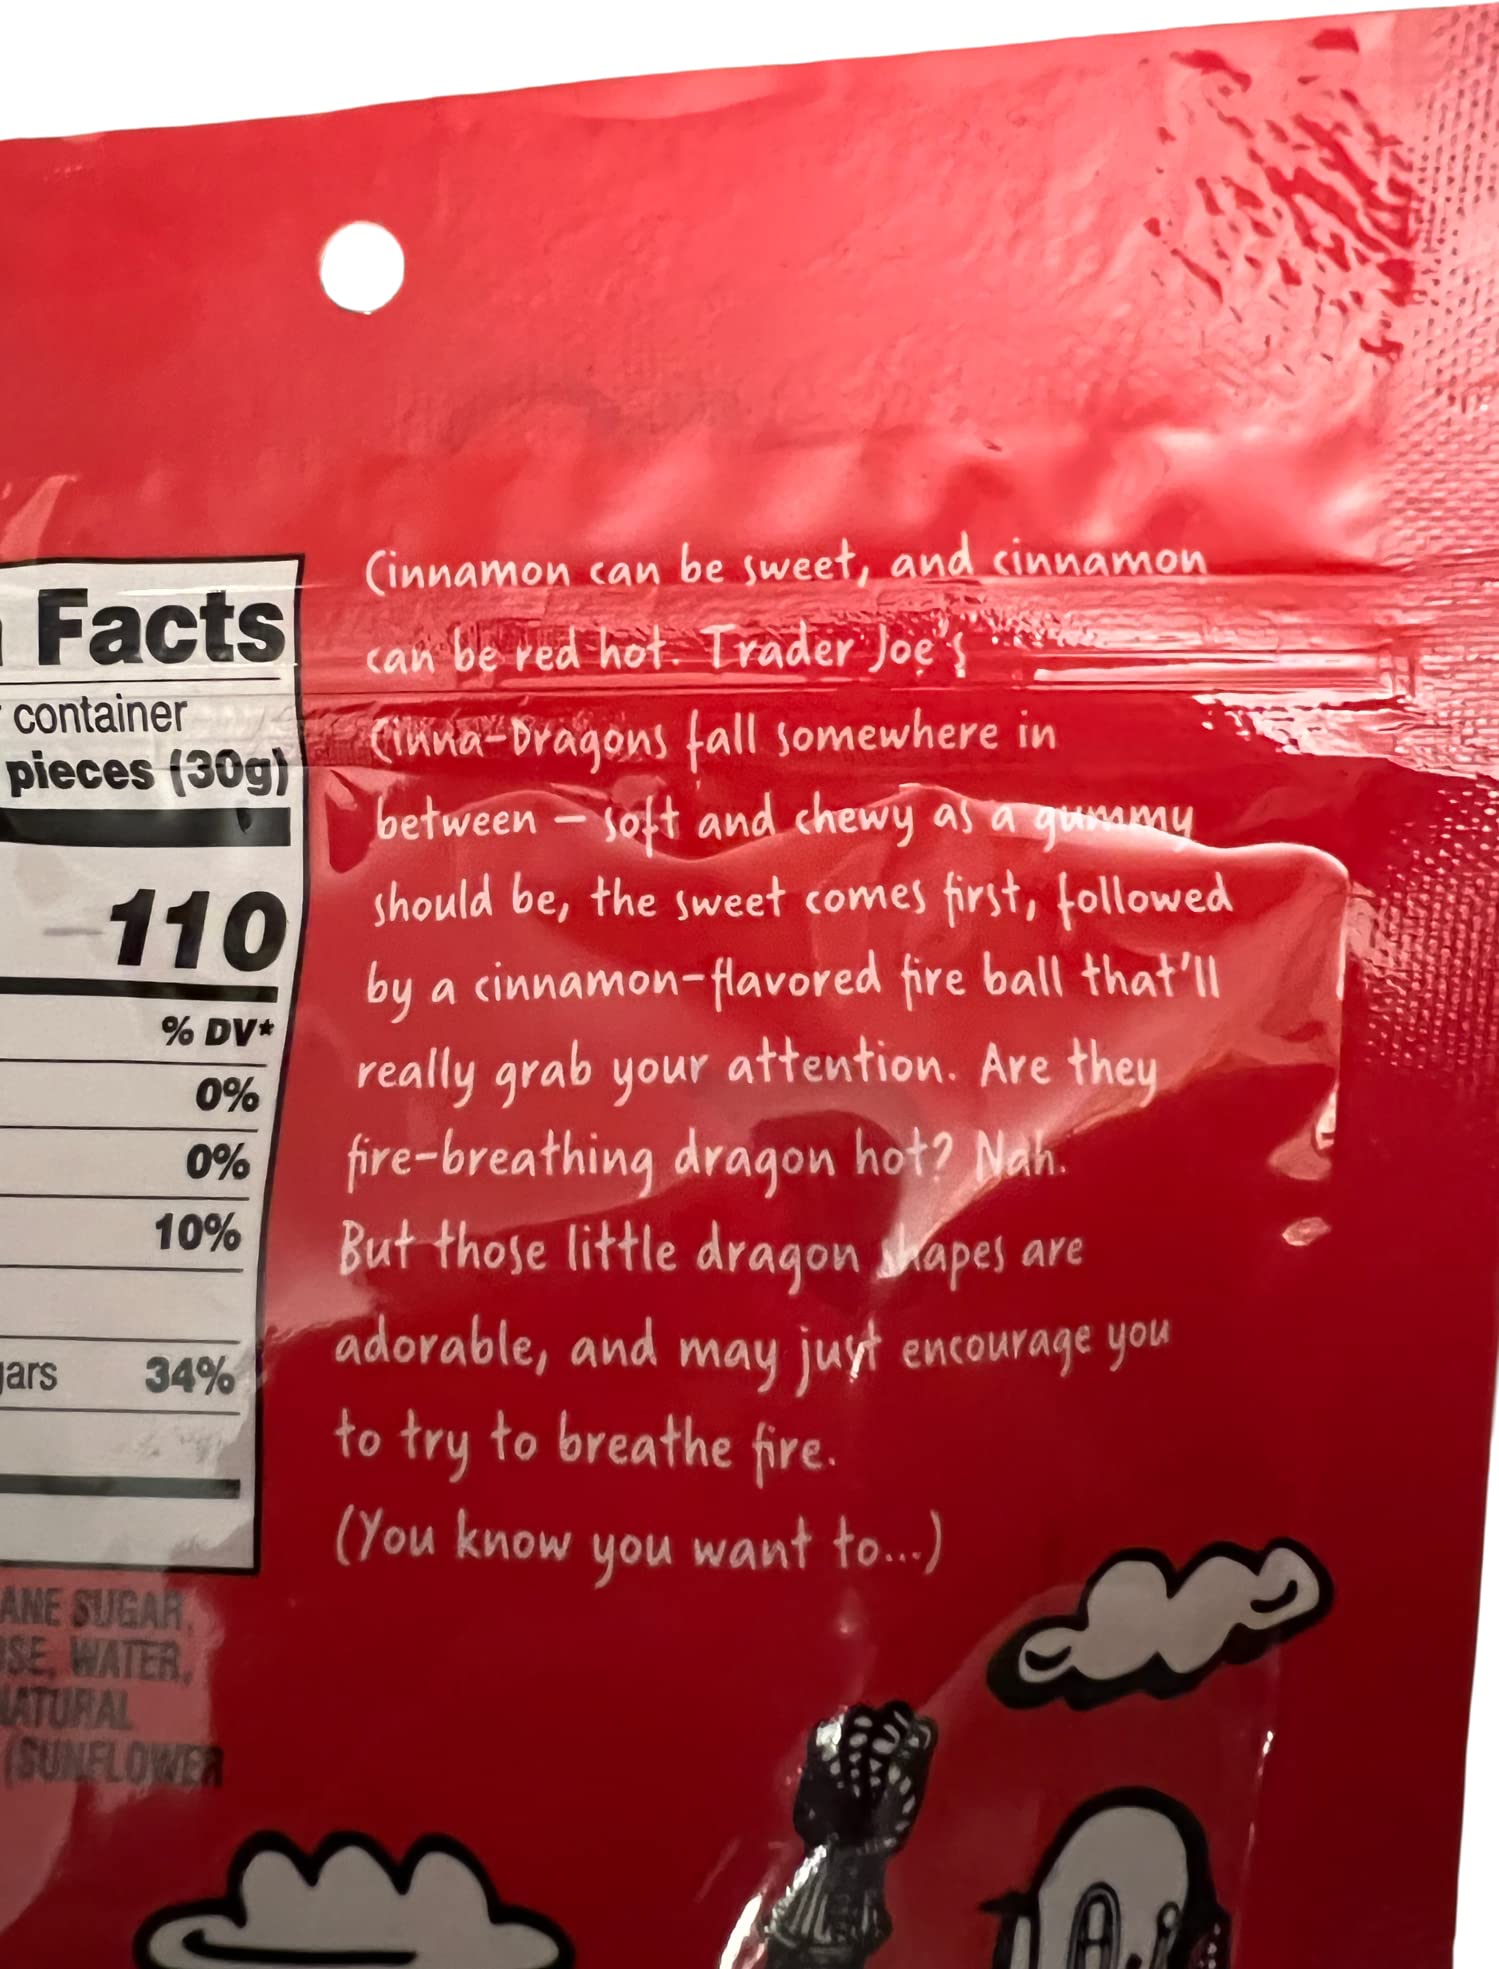 Facts
container
pieces (30g)
110
% DV*
0%
0%
10%
34%
SUGAR,
WATER,
NATURAL
(SUNFLOWER
Cinnamon can be sweet, and cinnamon
can be red hot. Trader Joe's
Cinna-Dragons fall somewhere in
between – soft and chewy as a gummy
should be, the sweet comes first, followed
by a cinnamon-flavored fire ball that'll
really grab your attention. Are they
fire-breathing dragon hot? Nah.
But those little dragon shapes are
adorable, and may just encourage you
to try to breathe fire.
(You know you want to...)